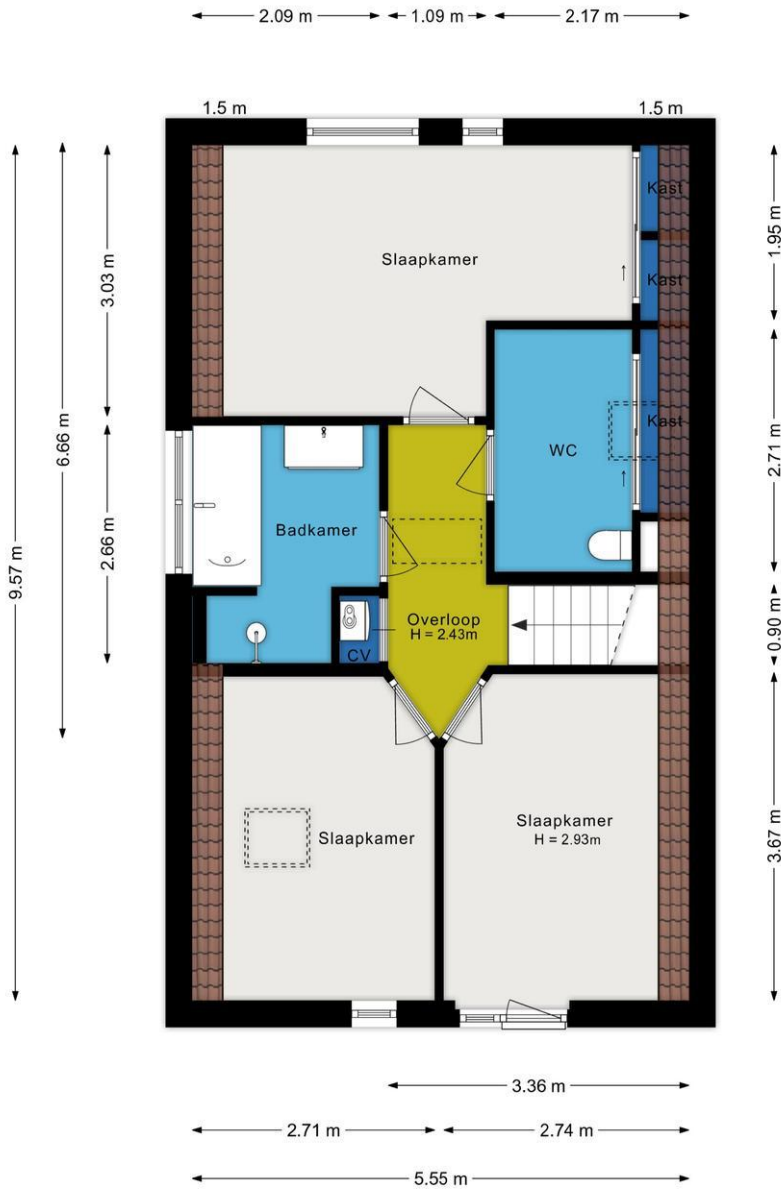 2.09 m
1.09 m
2.17 m
1.5 m
1.5 m
Kast
1.95 m
3.03 m
Slaapkamer
Kast
6.66 m
9.57 m
Kast
WC
2.71 m
2.66 m
Badkamer
Overloop
H = 2.43m
0.90 m
CV
Slaapkamer
Slaapkamer
H = 2.93m
3.67 m
3.36 m
2.71 m
2.74 m
5.55 m